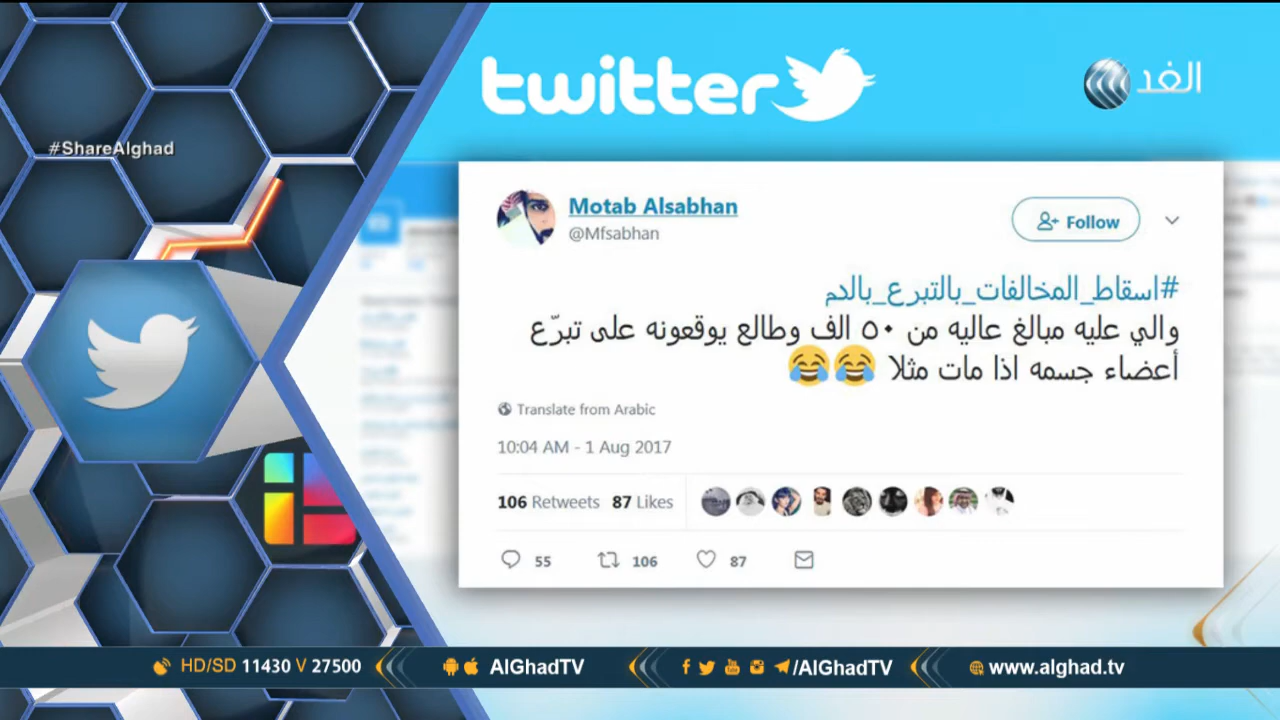 twitter
الغد
#ShareAlghad
Motab Alsabhan
@Mfsabhan
Follow
#اسقاط_المخالفات_بالتبرع_بالدم
والي عليه مبالغ عاليه من ٥٠ الف وطالع يوقعونه على تبرّع
أعضاء جسمه اذا مات مثلا 😂😂
Translate from Arabic
10:04 AM - 1 Aug 2017
106 Retweets 87 Likes
55 106 87
HD/SD 11430 V 27500 AlGhadTV /AlGhadTV www.alghad.tv